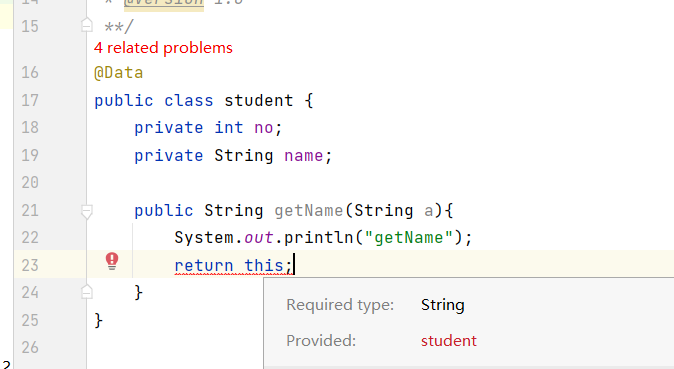 14 * @version 1.0
15 **/
4 related problems
16 @Data
17 public class student {
18 private int no;
19 private String name;
20
21 public String getName(String a){
22 System.out.println("getName");
23 return this;
24 }
25 }
26
Required type: String
Provided: student
2